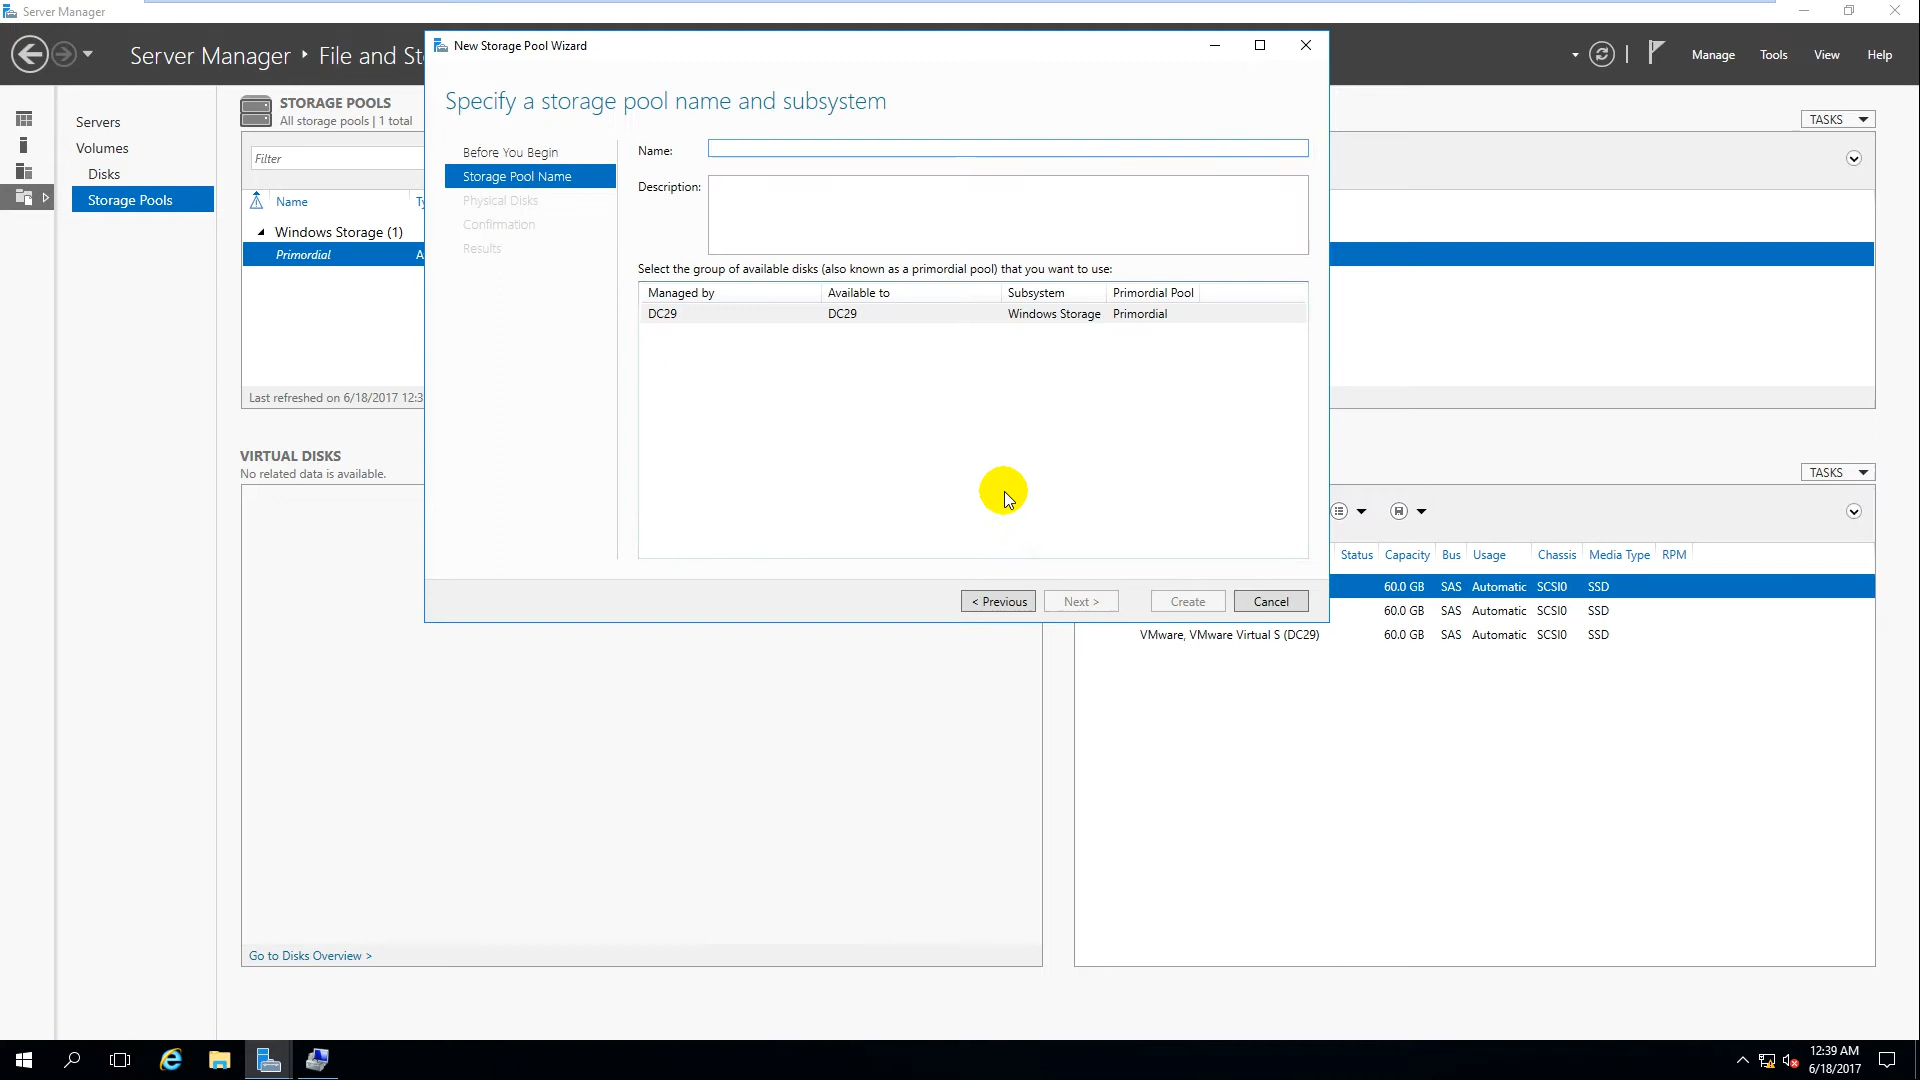 Server Manager
Server Manager ‣ File and St
Manage
Tools
View
Help
Servers
Volumes
Disks
Storage Pools
STORAGE POOLS
All storage pools | 1 total
TASKS
Filter
Name
Windows Storage (1)
Primordial A
Last refreshed on 6/18/2017 12:3
New Storage Pool Wizard
Specify a storage pool name and subsystem
Before You Begin
Storage Pool Name
Physical Disks
Confirmation
Results
Name:
Description:
Select the group of available disks (also known as a primordial pool) that you want to use:
Managed by Available to Subsystem Primordial Pool
DC29 DC29 Windows Storage Primordial
< Previous Next > Create Cancel
VIRTUAL DISKS
No related data is available.
Go to Disks Overview >
TASKS
Status Capacity Bus Usage Chassis Media Type RPM
60.0 GB SAS Automatic SCSI0 SSD
60.0 GB SAS Automatic SCSI0 SSD
VMware, VMware Virtual S (DC29) 60.0 GB SAS Automatic SCSI0 SSD
12:39 AM
6/18/2017